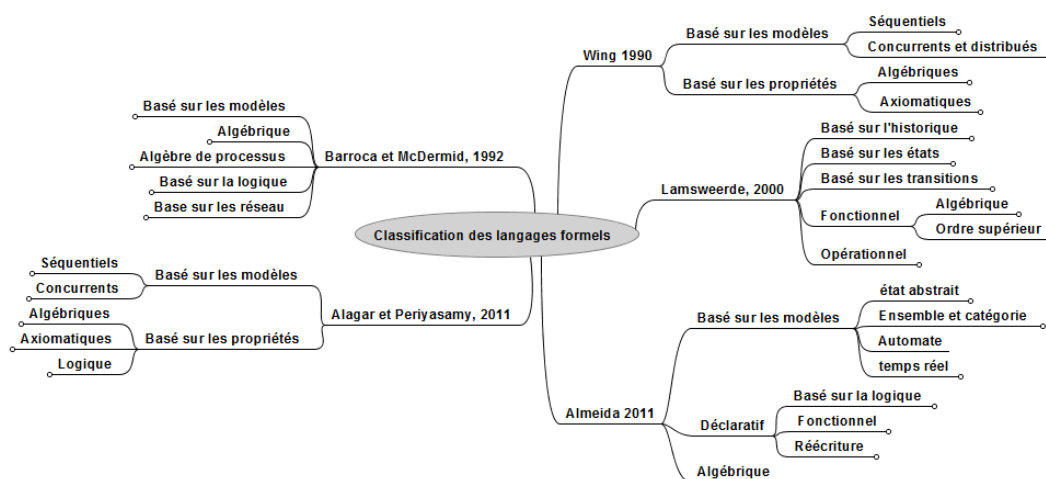 Classification des langages formels
Wing 1990
Basé sur les modèles
Séquentiels
Concurrents et distribués
Basé sur les propriétés
Algébriques
Axiomatiques
Lamsweerde, 2000
Basé sur l'historique
Basé sur les états
Basé sur les transitions
Fonctionnel
Algébrique
Ordre supérieur
Opérationnel
Almeida 2011
Basé sur les modèles
état abstrait
Ensemble et catégorie
Automate
temps réel
Déclaratif
Basé sur la logique
Fonctionnel
Réécriture
Algébrique
Barroca et McDermid, 1992
Basé sur les modèles
Algébrique
Algèbre de processus
Basé sur la logique
Base sur les réseau
Alagar et Periyasamy, 2011
Basé sur les modèles
Séquentiels
Concurrents
Basé sur les propriétés
Algébriques
Axiomatiques
Logique